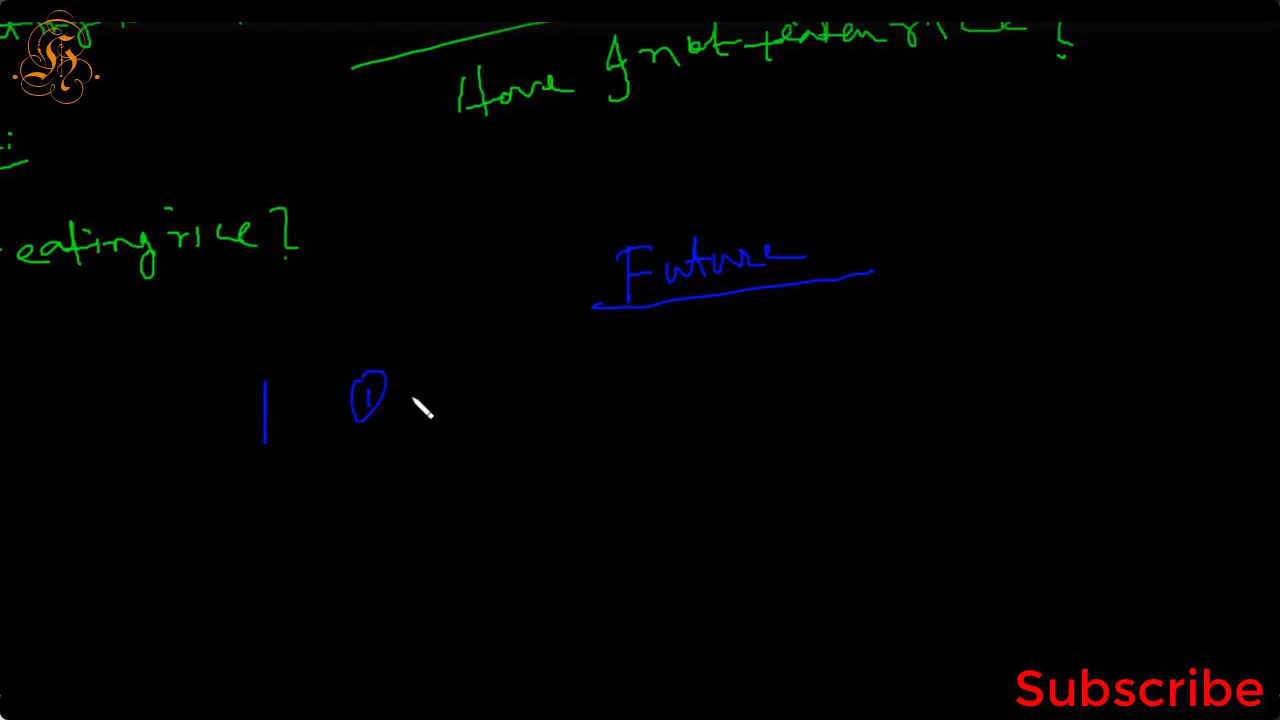 Have I not eaten rice?
eating rice?
Future
| ①
Subscribe